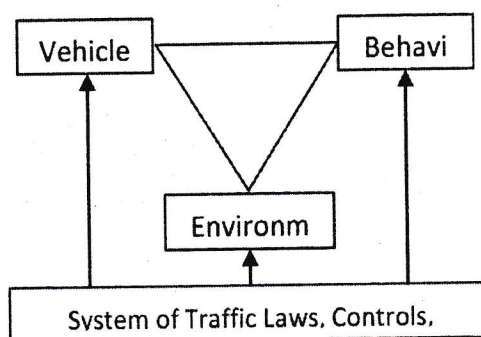 Vehicle
Behavi
Environm
System of Traffic Laws, Controls,